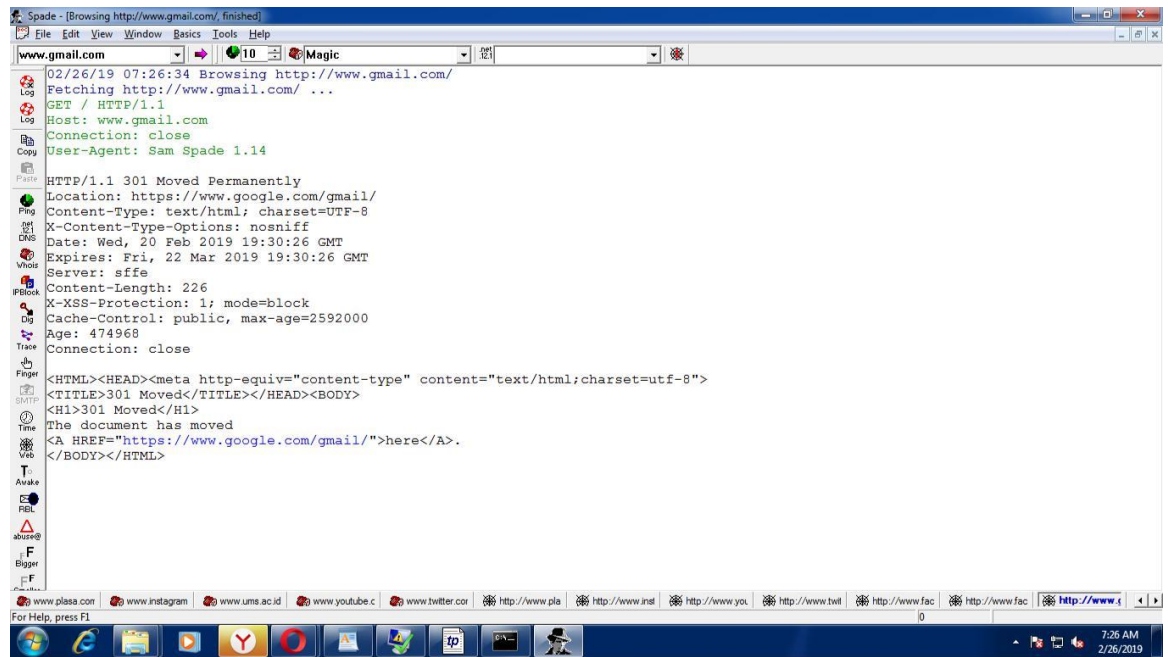 Spade - [Browsing http://www.gmail.com/, finished]
File Edit View Window Basics Tools Help
www.gmail.com 10 Magic .net 12.1
02/26/19 07:26:34 Browsing http://www.gmail.com/
Fetching http://www.gmail.com/ ...
GET / HTTP/1.1
Host: www.gmail.com
Connection: close
User-Agent: Sam Spade 1.14
HTTP/1.1 301 Moved Permanently
Location: https://www.google.com/gmail/
Content-Type: text/html; charset=UTF-8
X-Content-Type-Options: nosniff
Date: Wed, 20 Feb 2019 19:30:26 GMT
Expires: Fri, 22 Mar 2019 19:30:26 GMT
Server: sffe
Content-Length: 226
X-XSS-Protection: 1; mode=block
Cache-Control: public, max-age=2592000
Age: 474968
Connection: close
<HTML><HEAD><meta http-equiv="content-type" content="text/html;charset=utf-8">
<TITLE>301 Moved</TITLE></HEAD><BODY>
<H1>301 Moved</H1>
The document has moved
<A HREF="https://www.google.com/gmail/">here</A>.
</BODY></HTML>
Log
Log
Copy
Paste
Ping
.net
12.1
DNS
Whois
IPBlock
Dig
Trace
Finger
SMTP
Time
Web
Awake
RBL
abuse@
Bigger
www.plasa.com www.instagram www.ums.ac.id www.youtube.c www.twitter.cor http://www.pla http://www.inst http://www.you http://www.twit http://www.fac http://www.fac http://www.g
For Help, press F1 0
7:26 AM
2/26/2019